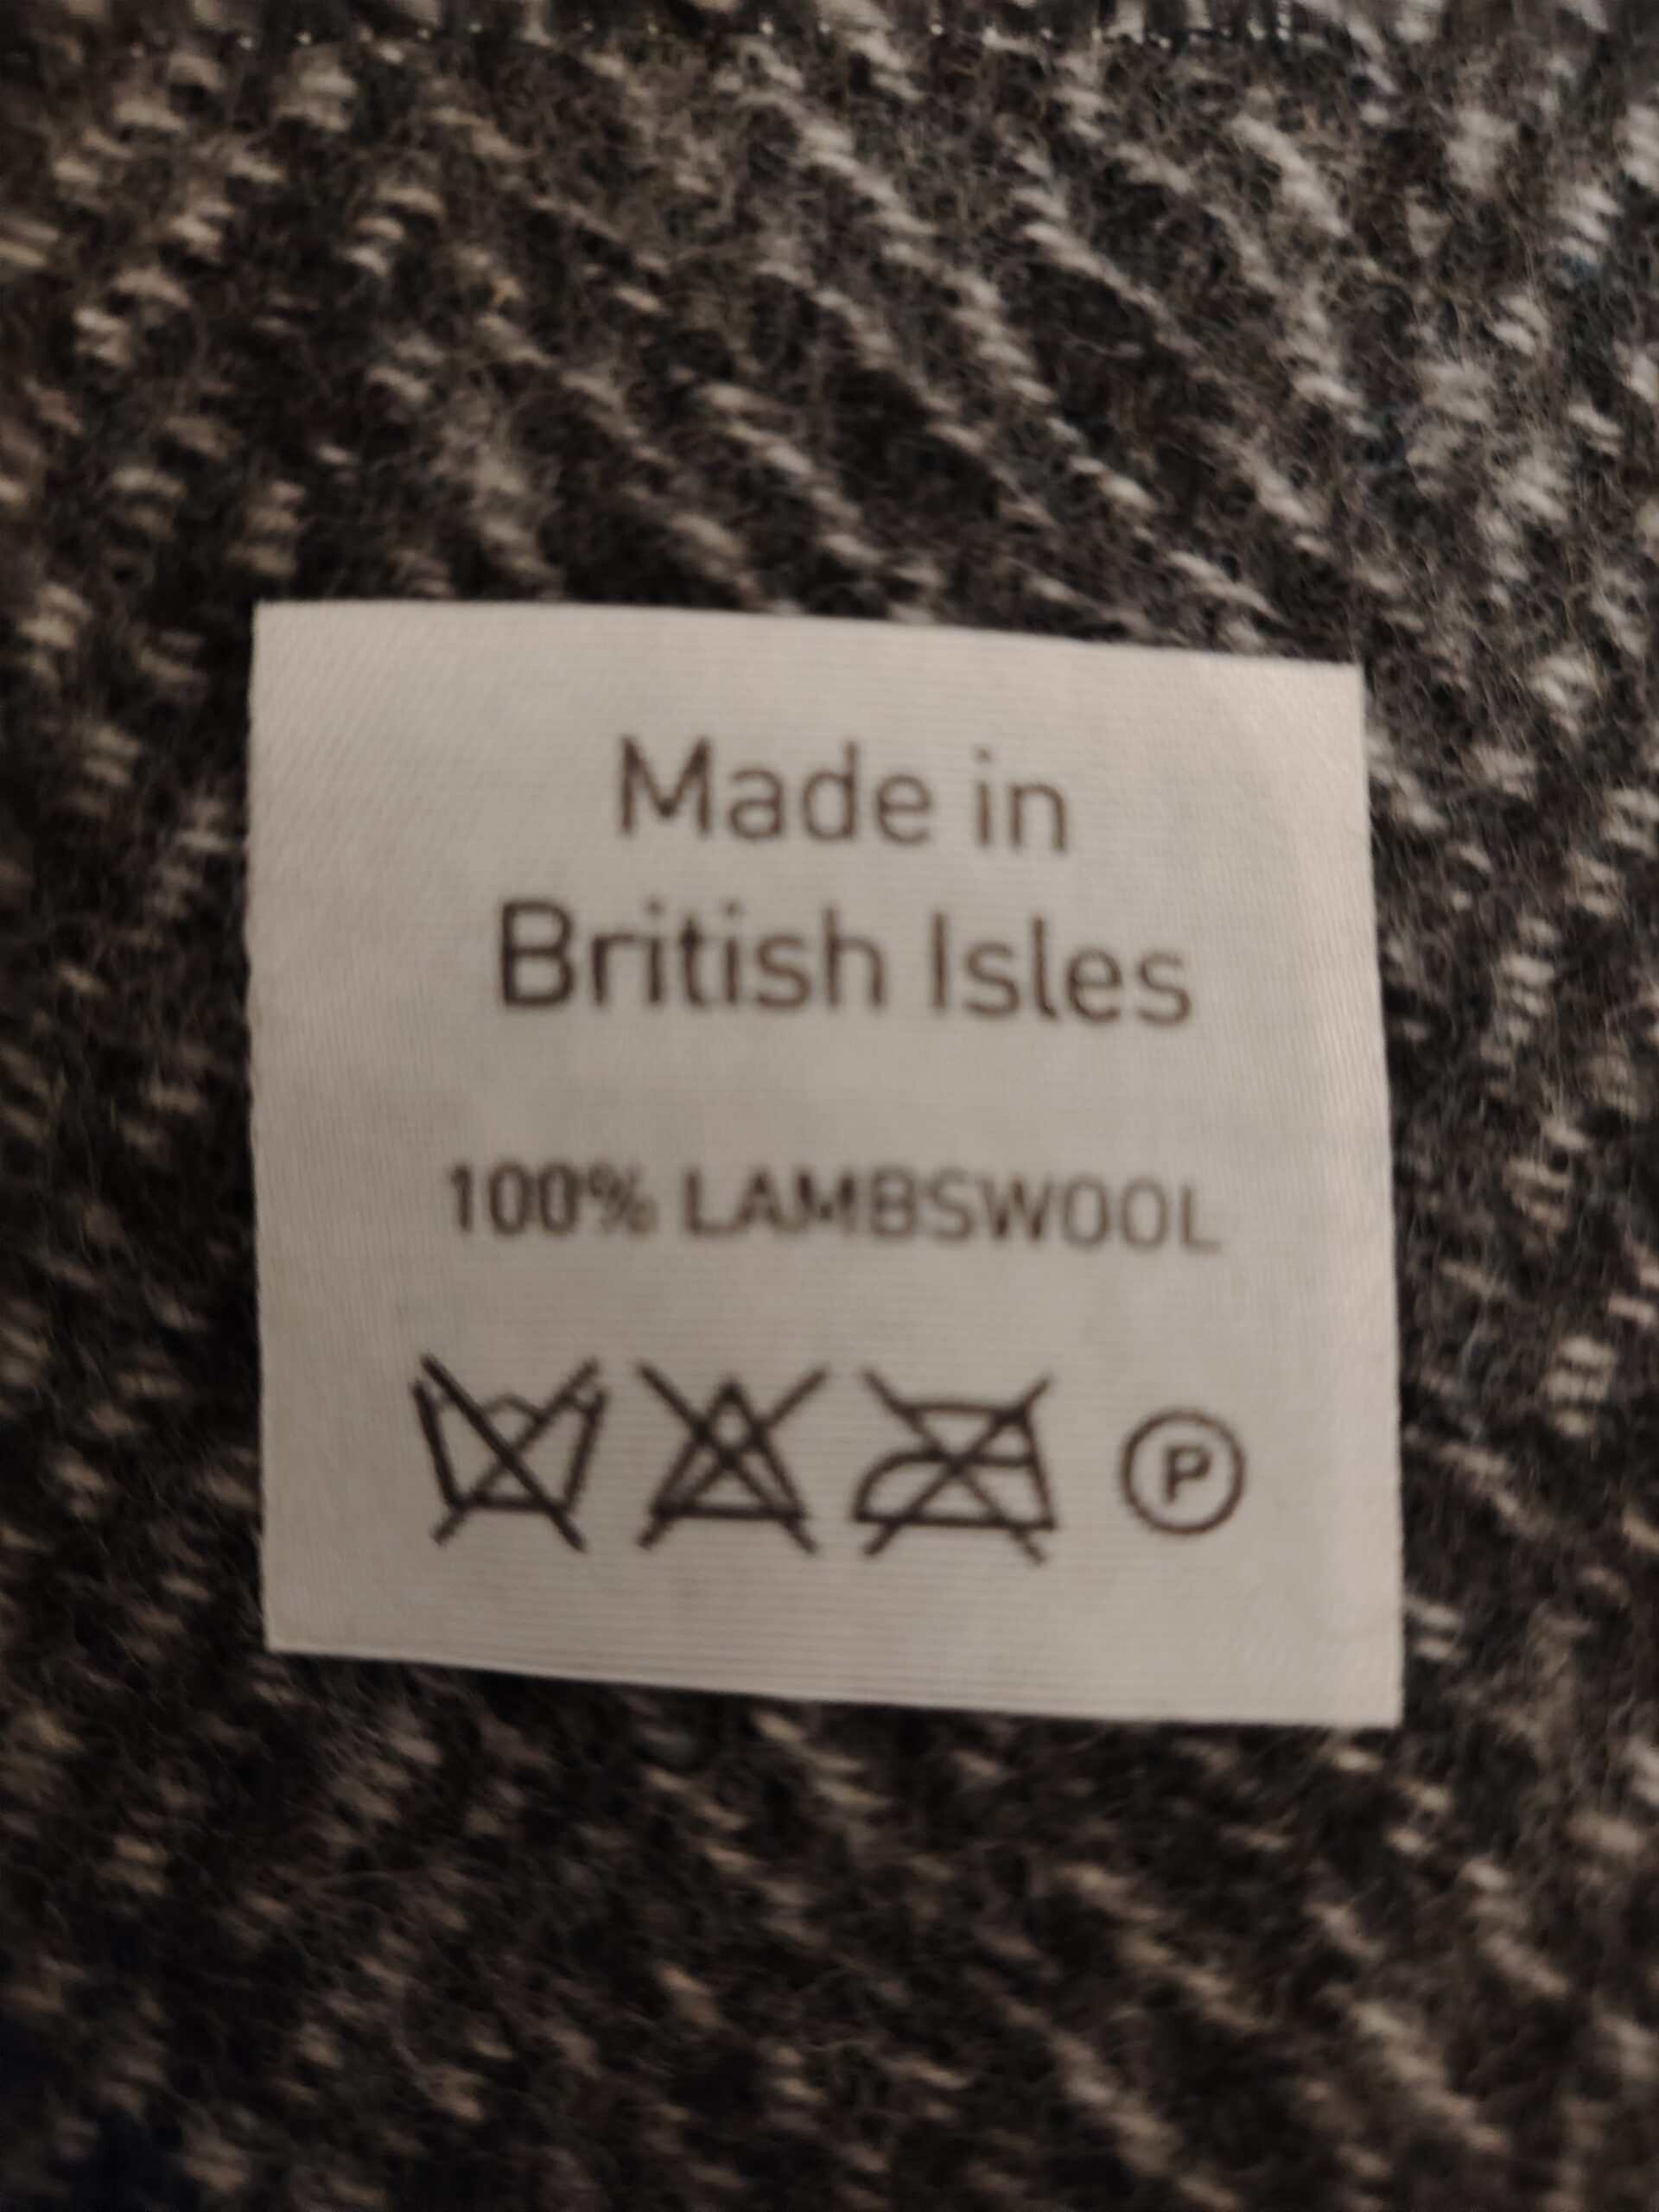 Made in
British Isles
100% LAMBSWOOL
P